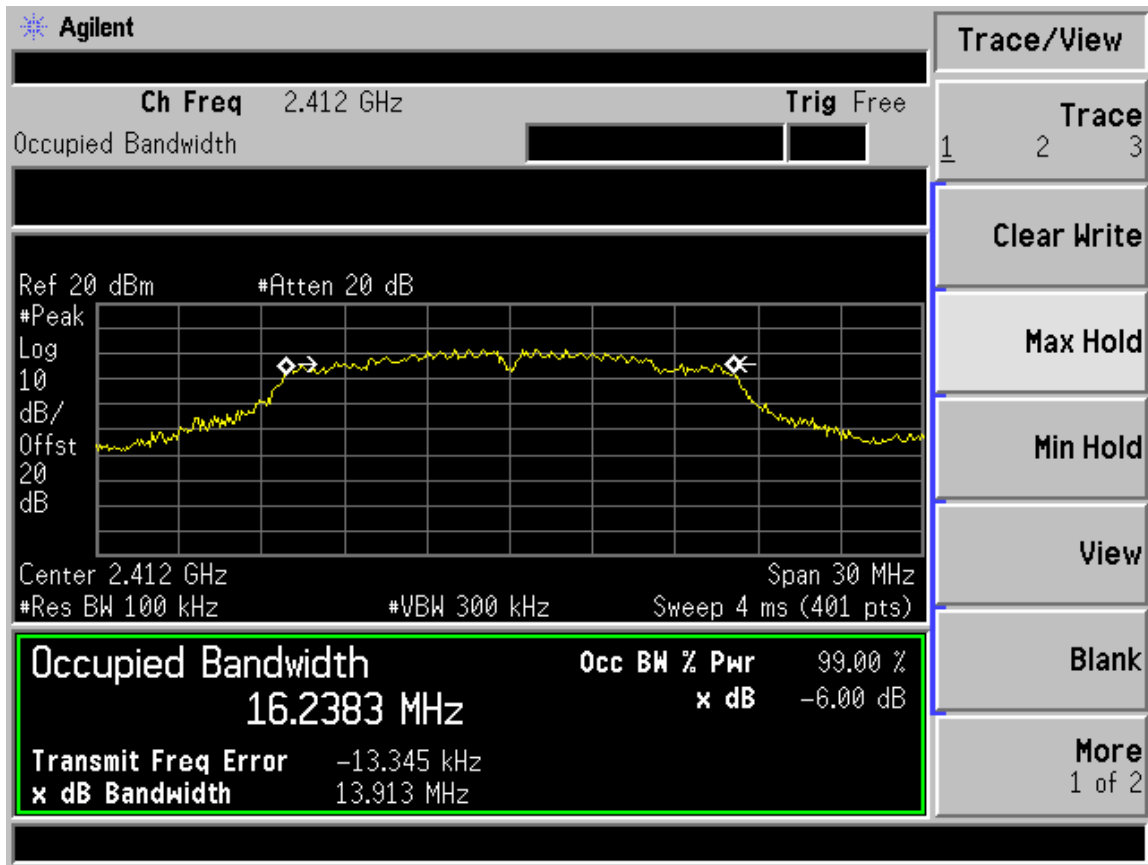 Agilent
Trace/View
Ch Freq 2.412 GHz Trig Free
Occupied Bandwidth
Trace
1 2 3
Clear Write
Ref 20 dBm #Atten 20 dB
#Peak
Log
10
dB/
Offst
20
dB
Max Hold
Min Hold
View
Center 2.412 GHz Span 30 MHz
#Res BW 100 kHz #VBW 300 kHz Sweep 4 ms (401 pts)
Occupied Bandwidth
16.2383 MHz
Occ BW % Pwr 99.00 %
x dB -6.00 dB
Transmit Freq Error -13.345 kHz
x dB Bandwidth 13.913 MHz
Blank
More
1 of 2